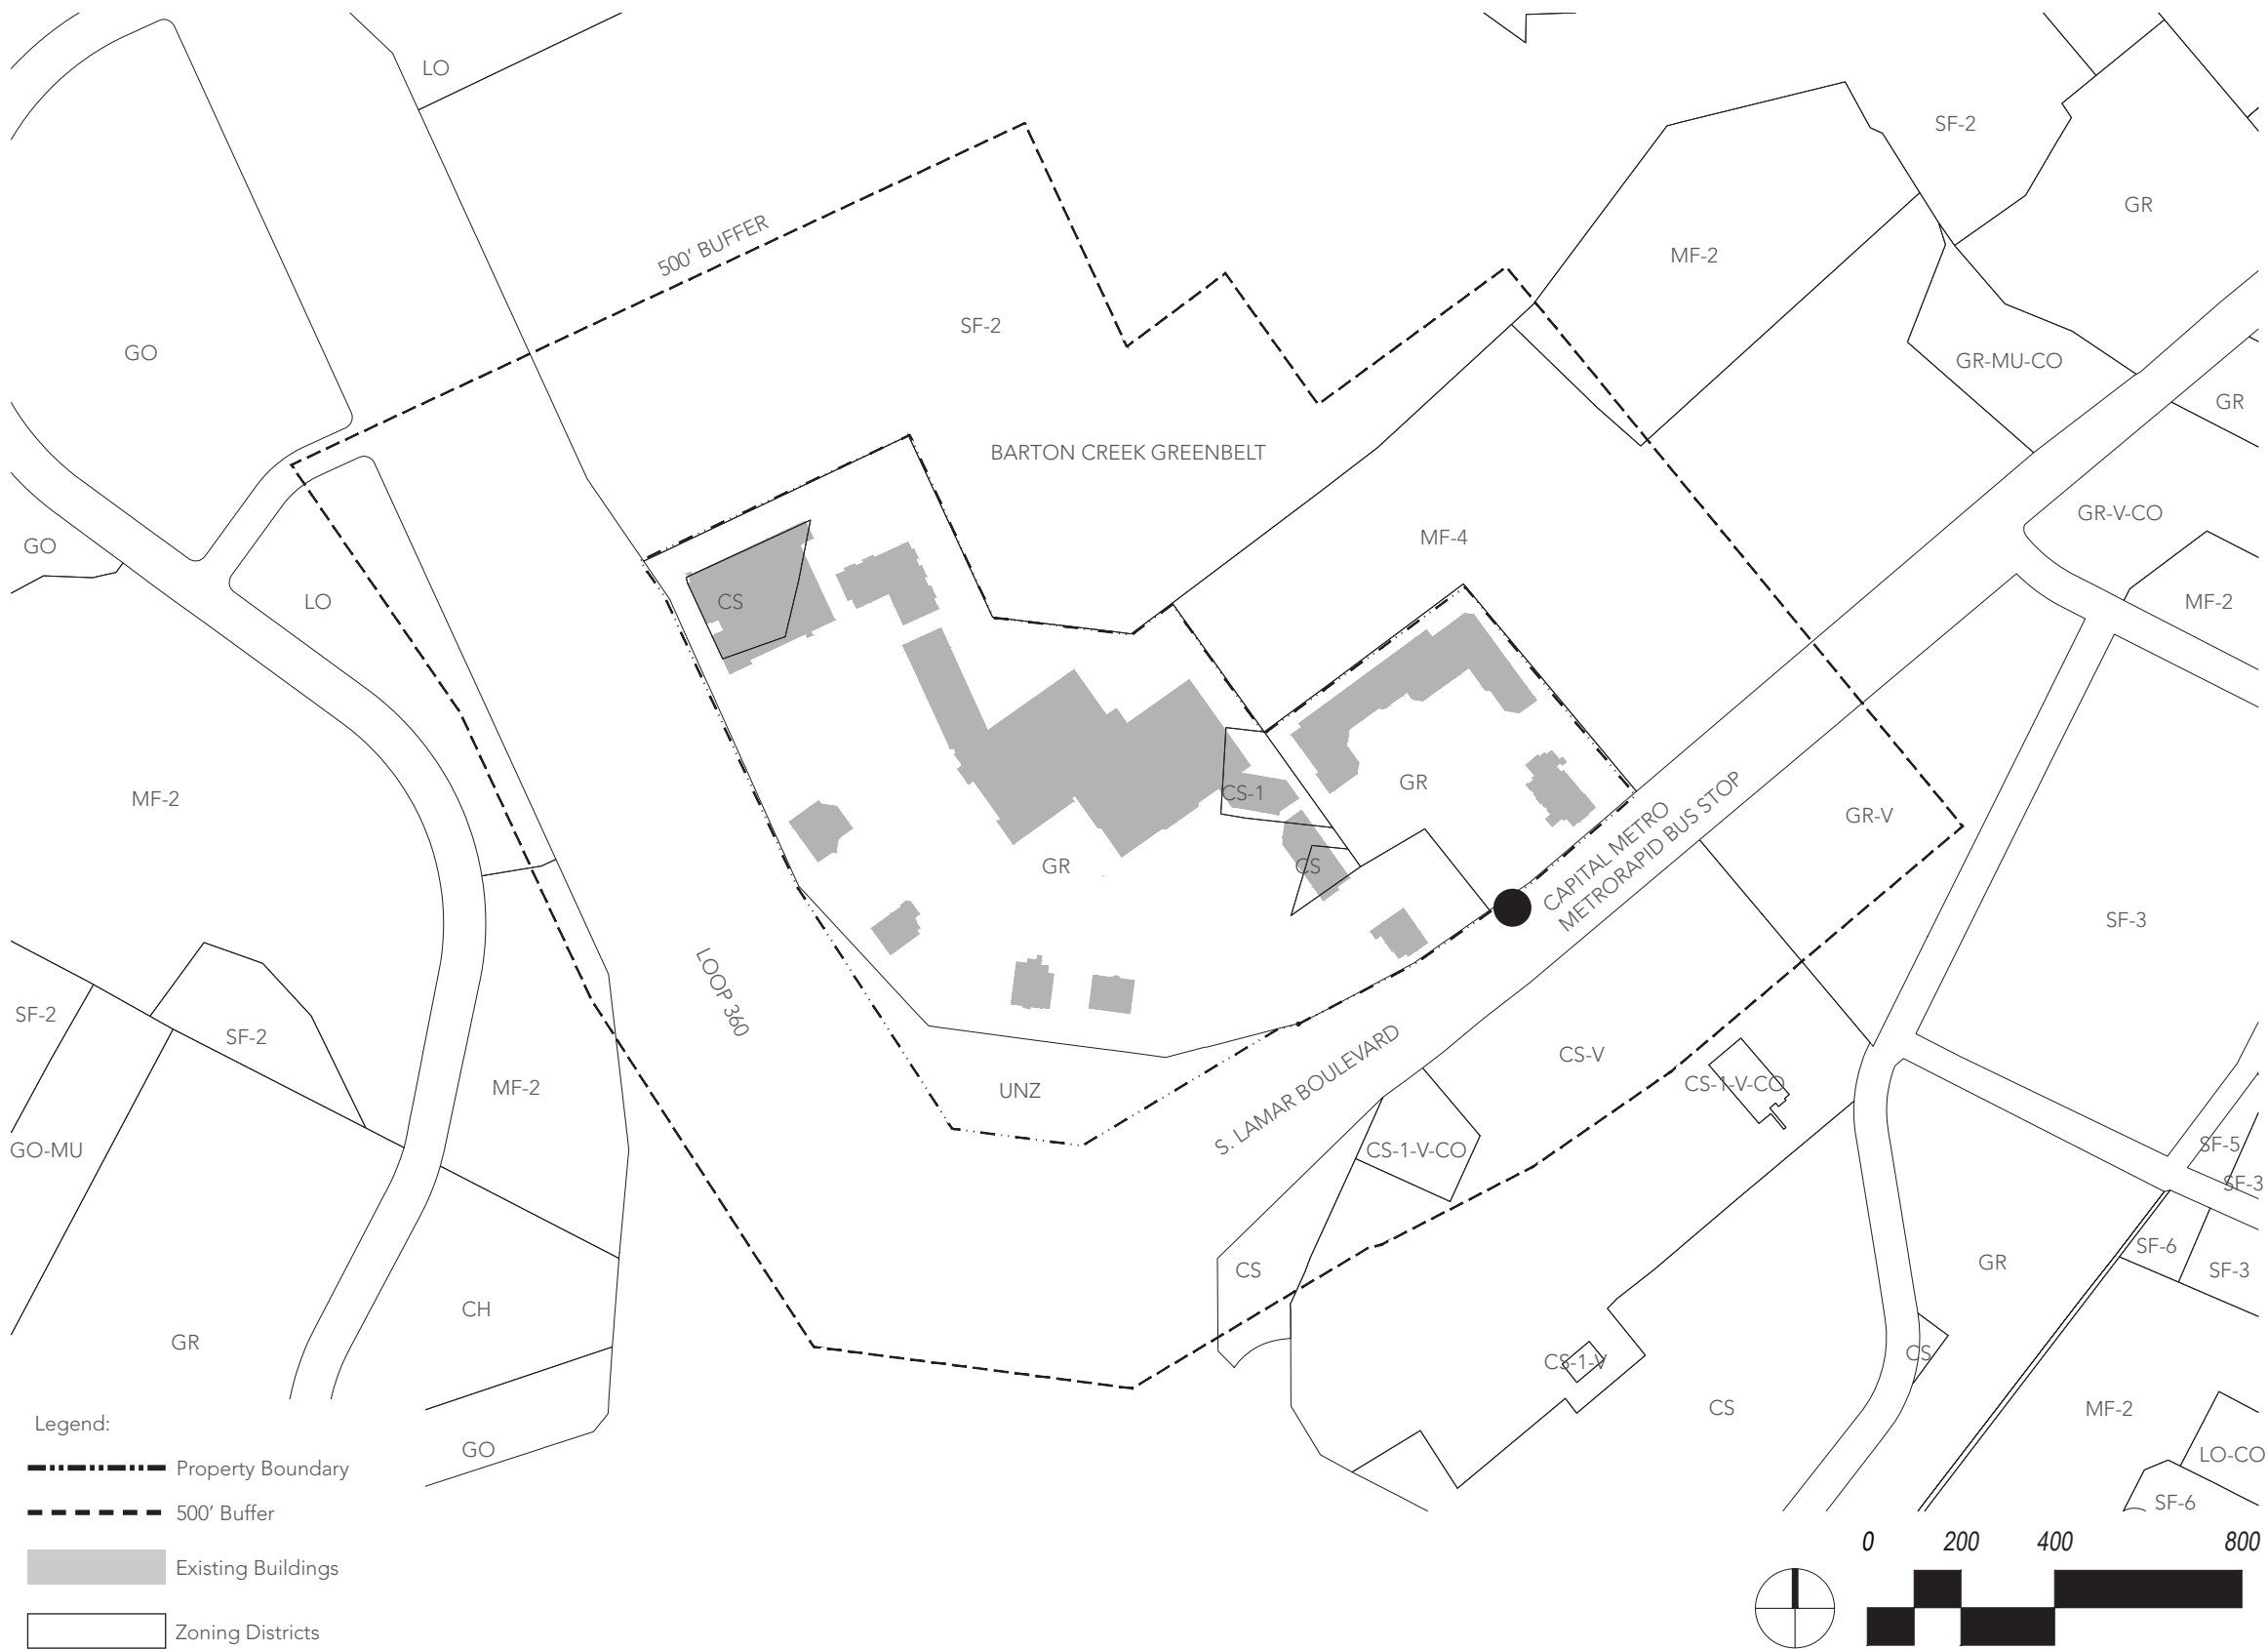 LO
SF-2
GR
500' BUFFER
MF-2
SF-2
GO
GR-MU-CO
GR
BARTON CREEK GREENBELT
GR-V-CO
MF-4
GO
LO
CS
MF-2
GR
CS-1
MF-2
CAPITAL METRO
METRORAPID BUS STOP
GR-V
GR
CS
SF-3
LOOP 360
SF-2
SF-2
S. LAMAR BOULEVARD
CS-V
UNZ
MF-2
CS-1-V-CO
GO-MU
CS-1-V-CO
SF-5
SF-3
SF-6
GR
SF-3
CS
CH
GR
CS-1-V
CS
CS
MF-2
GO
LO-CO
SF-6
Legend:
Property Boundary
500' Buffer
Existing Buildings
Zoning Districts
0 200 400 800